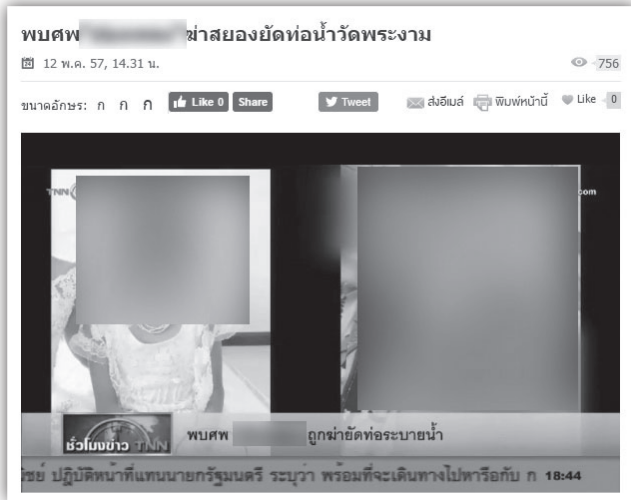 พบศพ" "ฆ่าสยองยัดท่อน้ำวัดพระงาม
12 พ.ค. 57, 14.31 น.
756
ขนาดอักษร: ก ก ก Like 0 Share Tweet ส่งอีเมล์ พิมพ์หน้านี้ Like 0
TNN
com
ชั่วโมงข่าว TNN
พบศพ ถูกฆ่ายัดท่อระบายน้ำ
ปฏิบัติหน้าที่แทนนายกรัฐมนตรี ระบุว่า พร้อมที่จะเดินทางไปหารือกับ ก 18:44